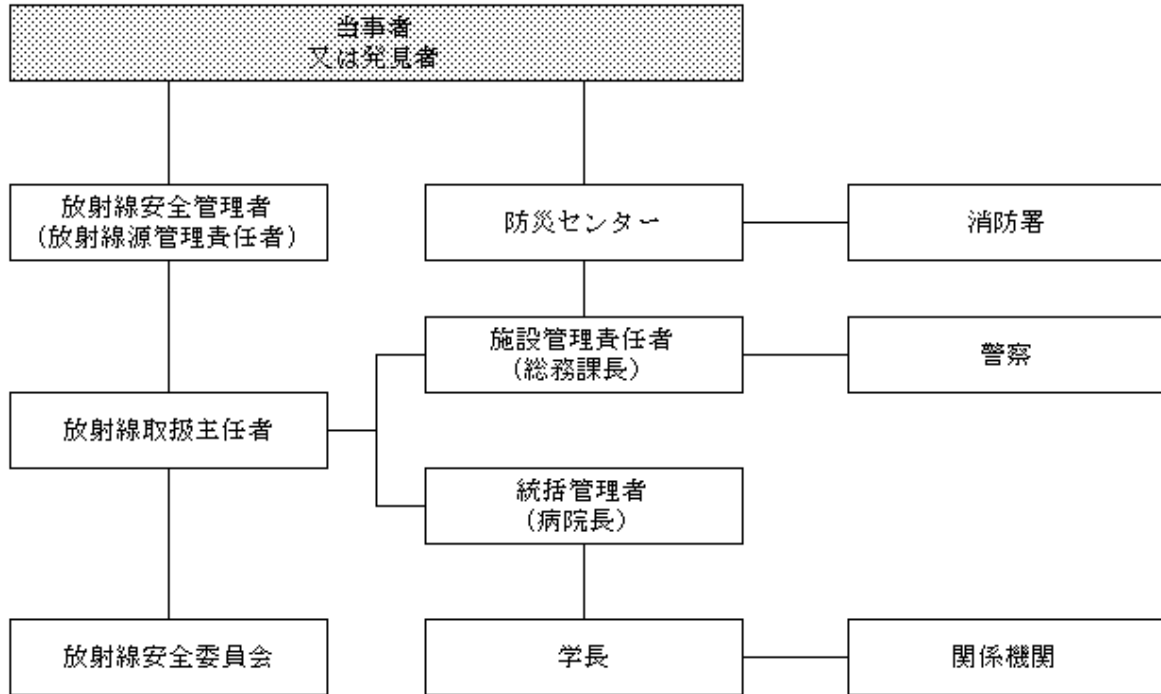 当事者
又は発見者
放射線安全管理者
(放射線源管理責任者)
防災センター
消防署
施設管理責任者
(総務課長)
警察
放射線取扱主任者
統括管理者
(病院長)
放射線安全委員会
学長
関係機関